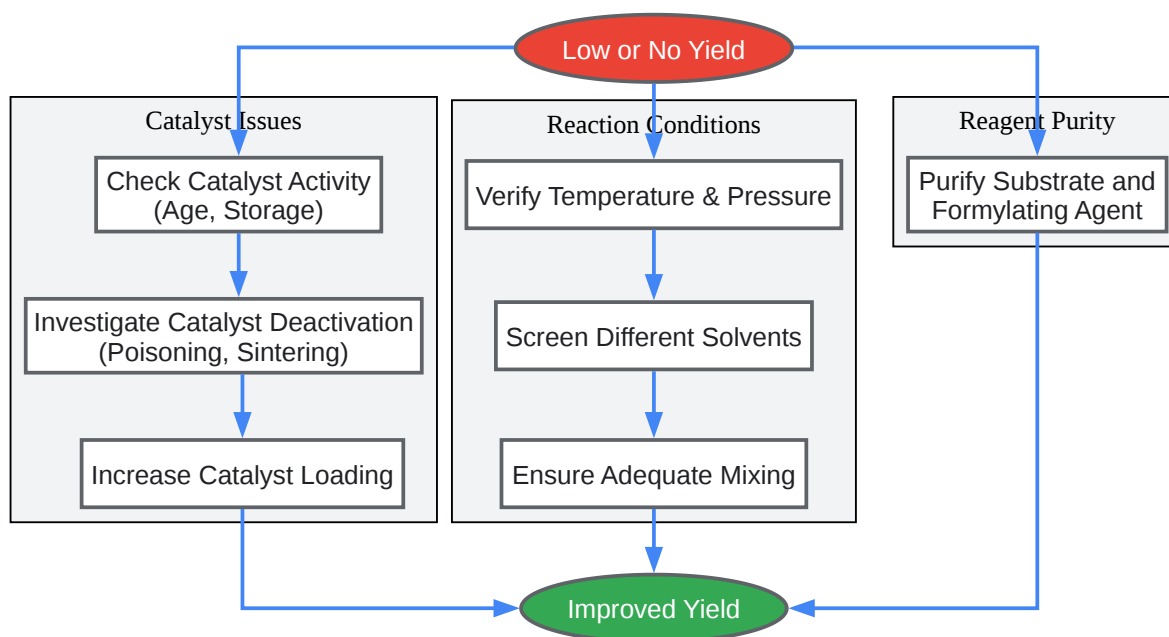 Low or No Yield
Catalyst Issues
Check Catalyst Activity
(Age, Storage)
Investigate Catalyst Deactivation
(Poisoning, Sintering)
Increase Catalyst Loading
Reaction Conditions
Verify Temperature & Pressure
Screen Different Solvents
Ensure Adequate Mixing
Reagent Purity
Purify Substrate and
Formylating Agent
Improved Yield